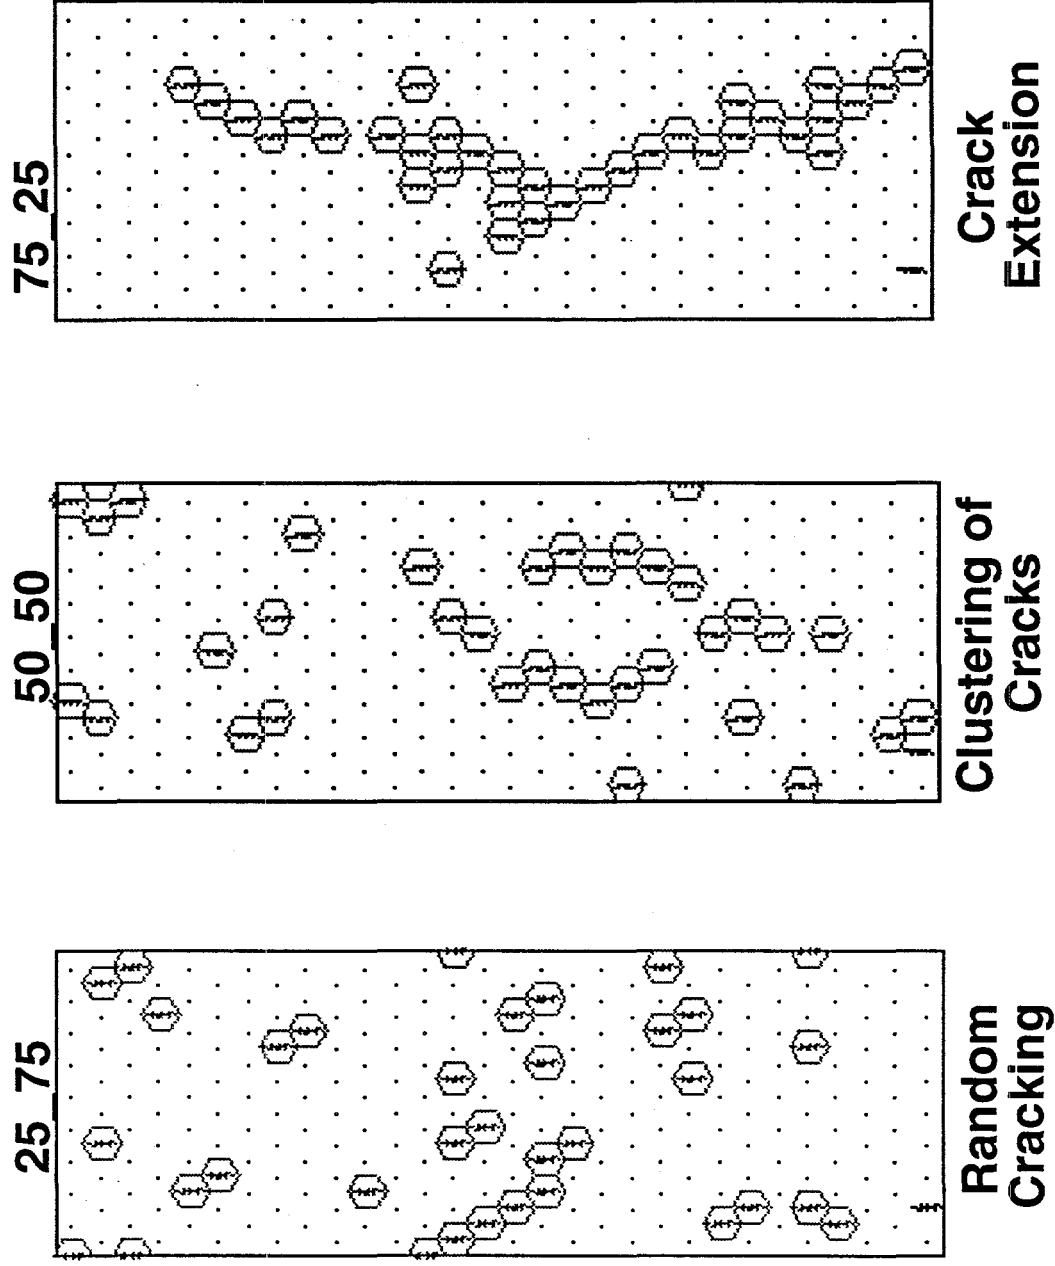 25_75
50_50
75_25
Random
Cracking
Clustering of
Cracks
Crack
Extension